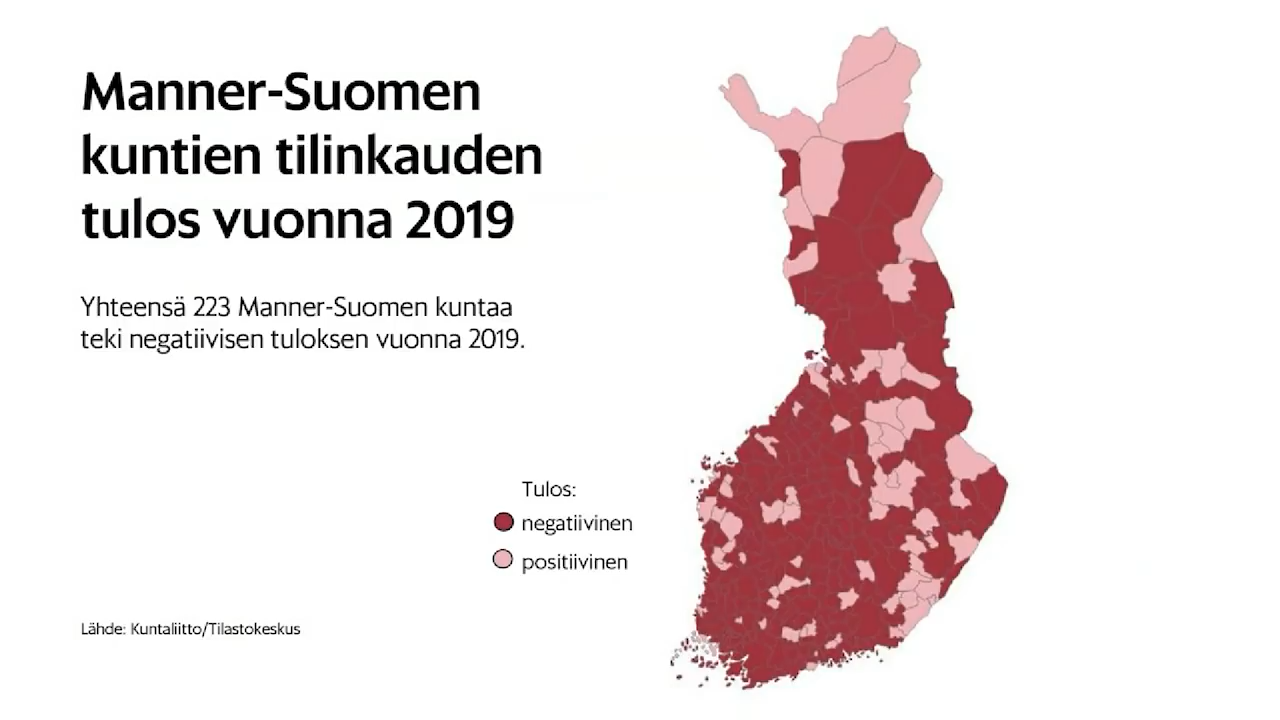 Manner-Suomen
kuntien tilinkauden
tulos vuonna 2019
Yhteensä 223 Manner-Suomen kuntaa
teki negatiivisen tuloksen vuonna 2019.
Tulos:
negatiivinen
positiivinen
Lähde: Kuntaliitto/Tilastokeskus